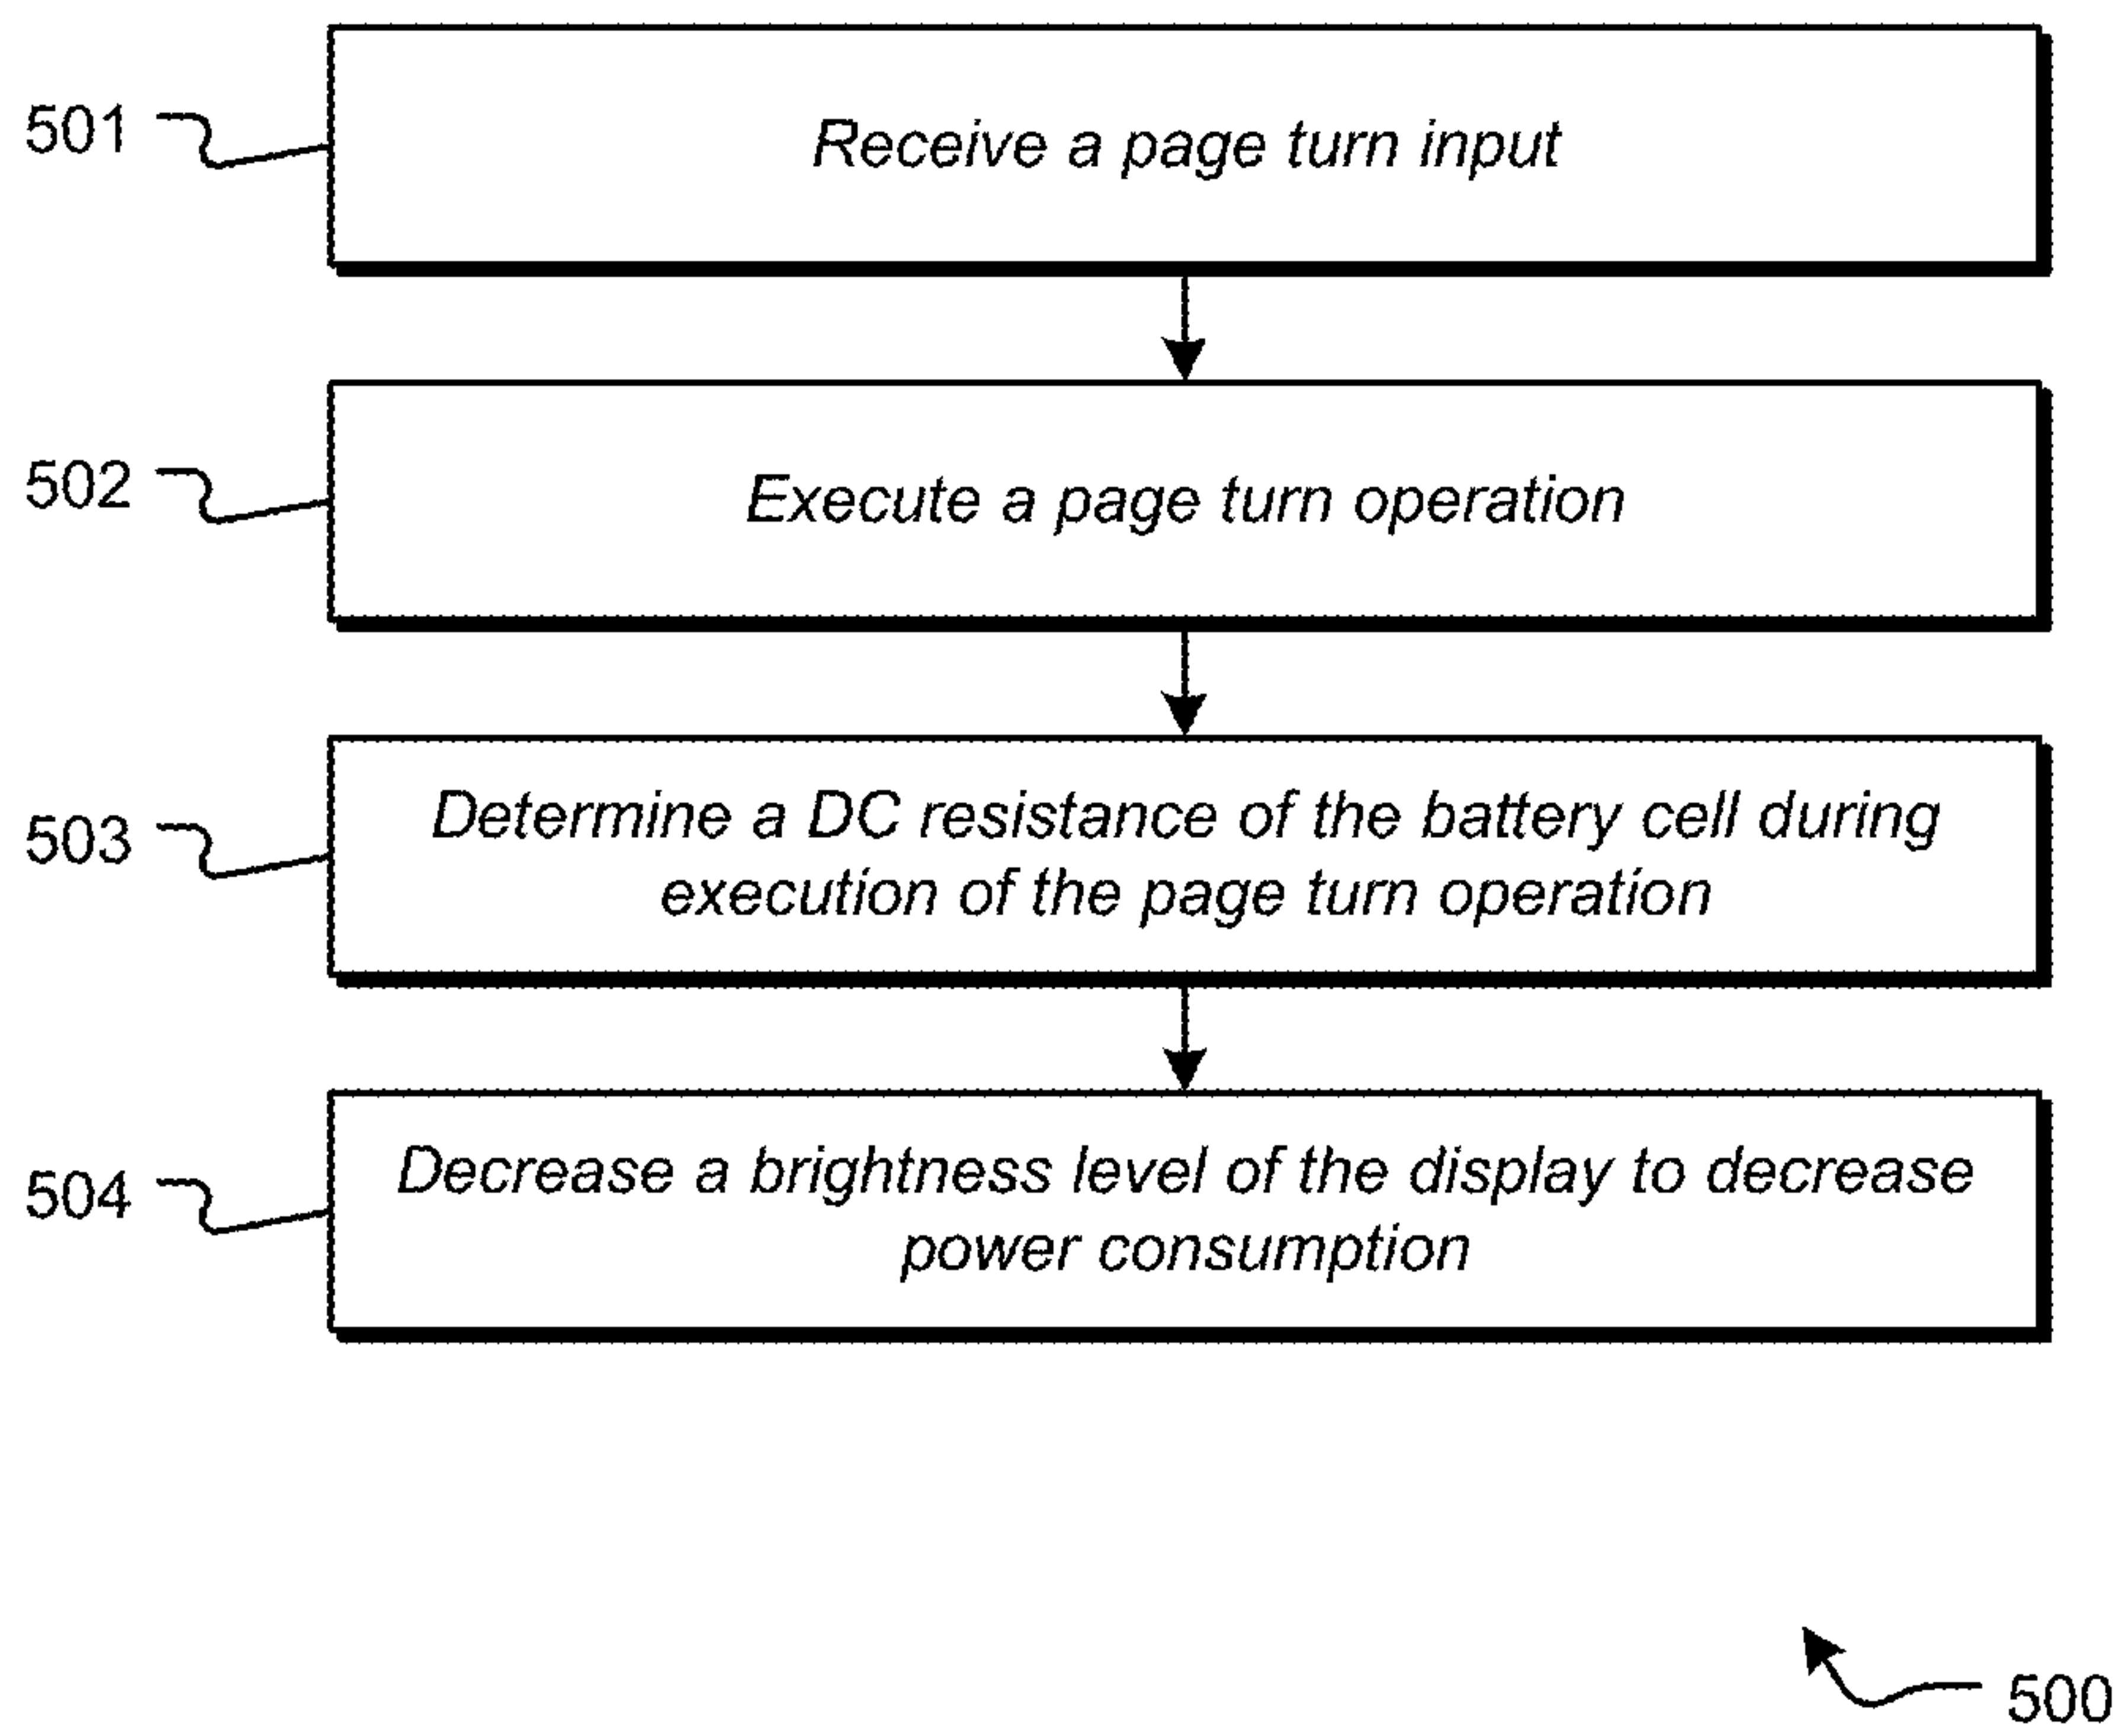 501
Receive a page turn input
502
Execute a page turn operation
503
Determine a DC resistance of the battery cell during
execution of the page turn operation
504
Decrease a brightness level of the display to decrease
power consumption
500